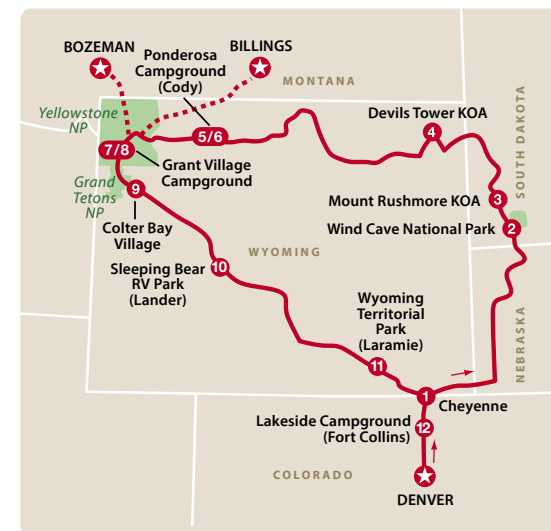 BOZEMAN
Ponderosa
Campground
(Cody)
BILLINGS
MONTANA
Yellowstone
NP
5/6
Devils Tower KOA
4
SOUTH DAKOTA
7/8
Grant Village
Campground
Grand
Tetons
NP
9
Colter Bay
Village
Mount Rushmore KOA
3
Wind Cave National Park
2
WYOMING
Sleeping Bear
RV Park
(Lander)
10
Wyoming
Territorial
Park
(Laramie)
11
NEBRASKA
1
Cheyenne
Lakeside Campground
(Fort Collins)
12
COLORADO
DENVER